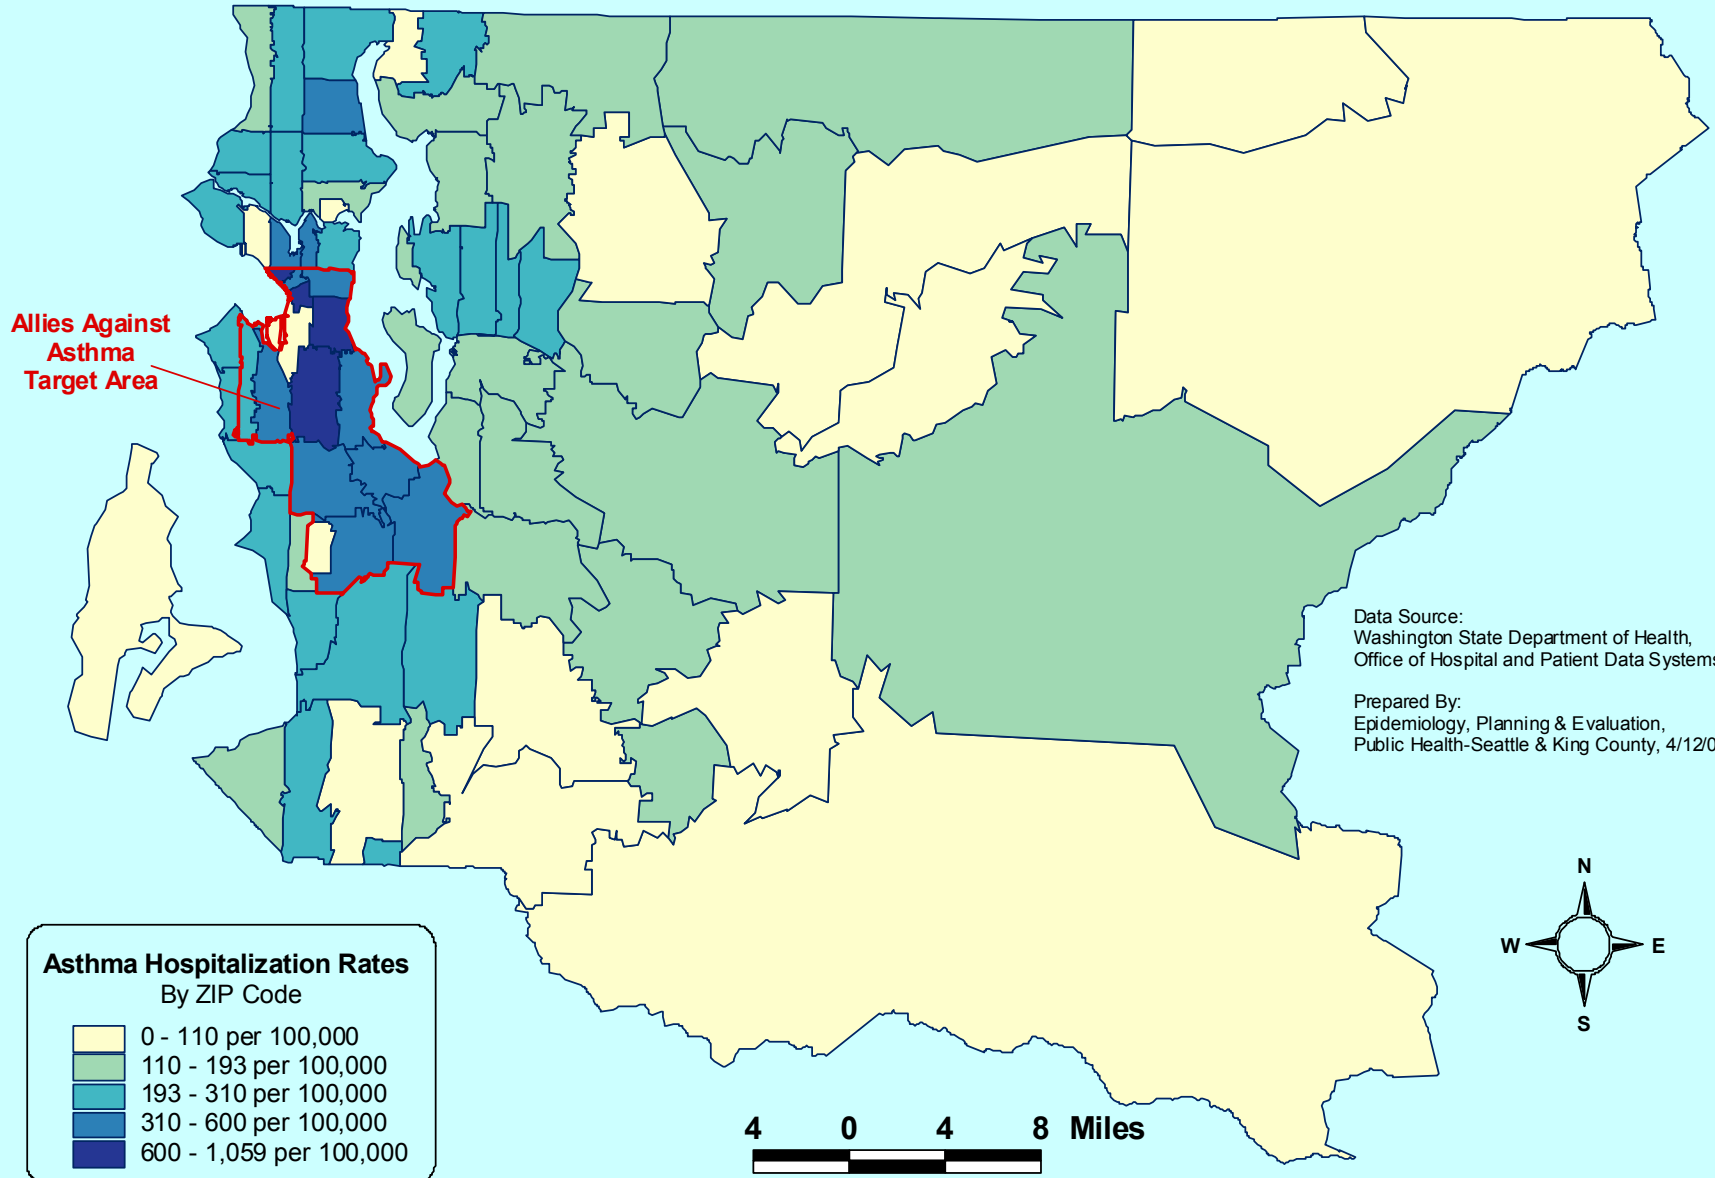 Allies Against
Asthma
Target Area
Data Source:
Washington State Department of Health,
Office of Hospital and Patient Data Systems
Prepared By:
Epidemiology, Planning & Evaluation,
Public Health-Seattle & King County, 4/12/0
N
W
E
S
Asthma Hospitalization Rates
By ZIP Code
0 - 110 per 100,000
110 - 193 per 100,000
193 - 310 per 100,000
310 - 600 per 100,000
600 - 1,059 per 100,000
4 0 4 8 Miles